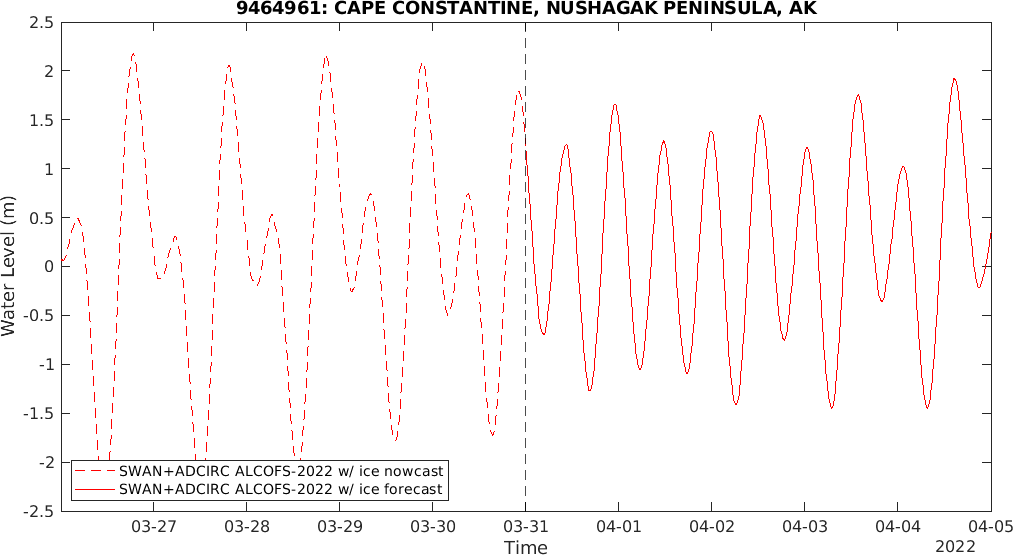 9464961: CAPE CONSTANTINE, NUSHAGAK PENINSULA, AK
2.5
2
1.5
1
0.5
0
-0.5
-1
-1.5
-2
-2.5
Water Level (m)
SWAN+ADCIRC ALCOFS-2022 w/ ice nowcast
SWAN+ADCIRC ALCOFS-2022 w/ ice forecast
03-27 03-28 03-29 03-30 03-31 04-01 04-02 04-03 04-04 04-05
Time
2022